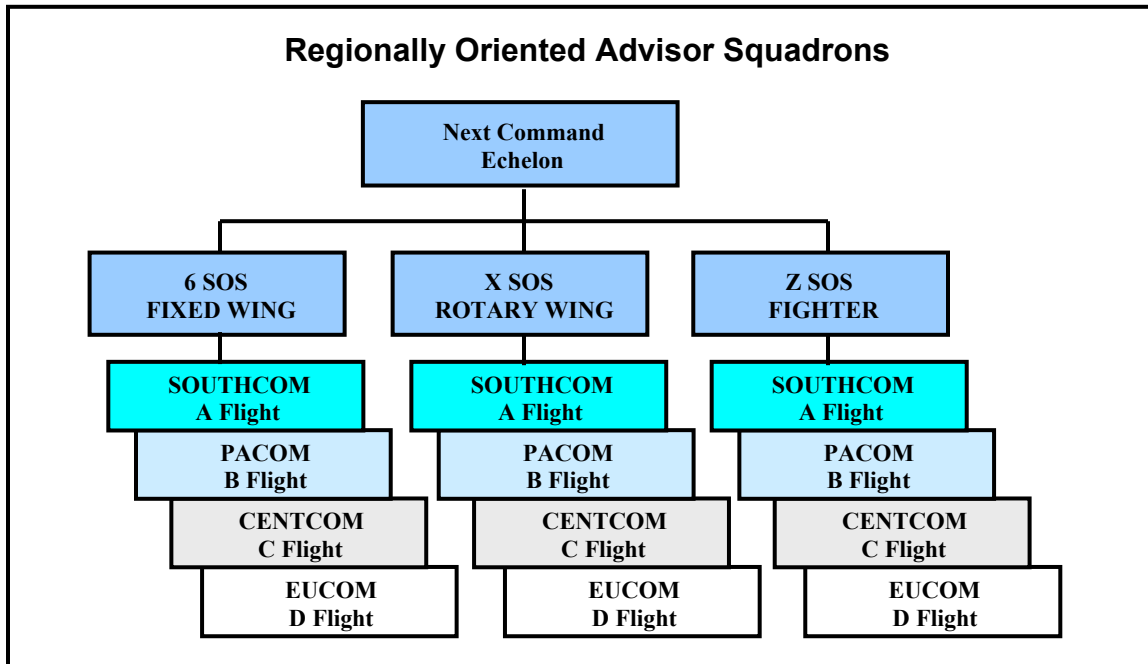 Regionally Oriented Advisor Squadrons
Next Command
Echelon
6 SOS
FIXED WING
X SOS
ROTARY WING
Z SOS
FIGHTER
SOUTHCOM
A Flight
PACOM
B Flight
CENTCOM
C Flight
EUCOM
D Flight
SOUTHCOM
A Flight
PACOM
B Flight
CENTCOM
C Flight
EUCOM
D Flight
SOUTHCOM
A Flight
PACOM
B Flight
CENTCOM
C Flight
EUCOM
D Flight